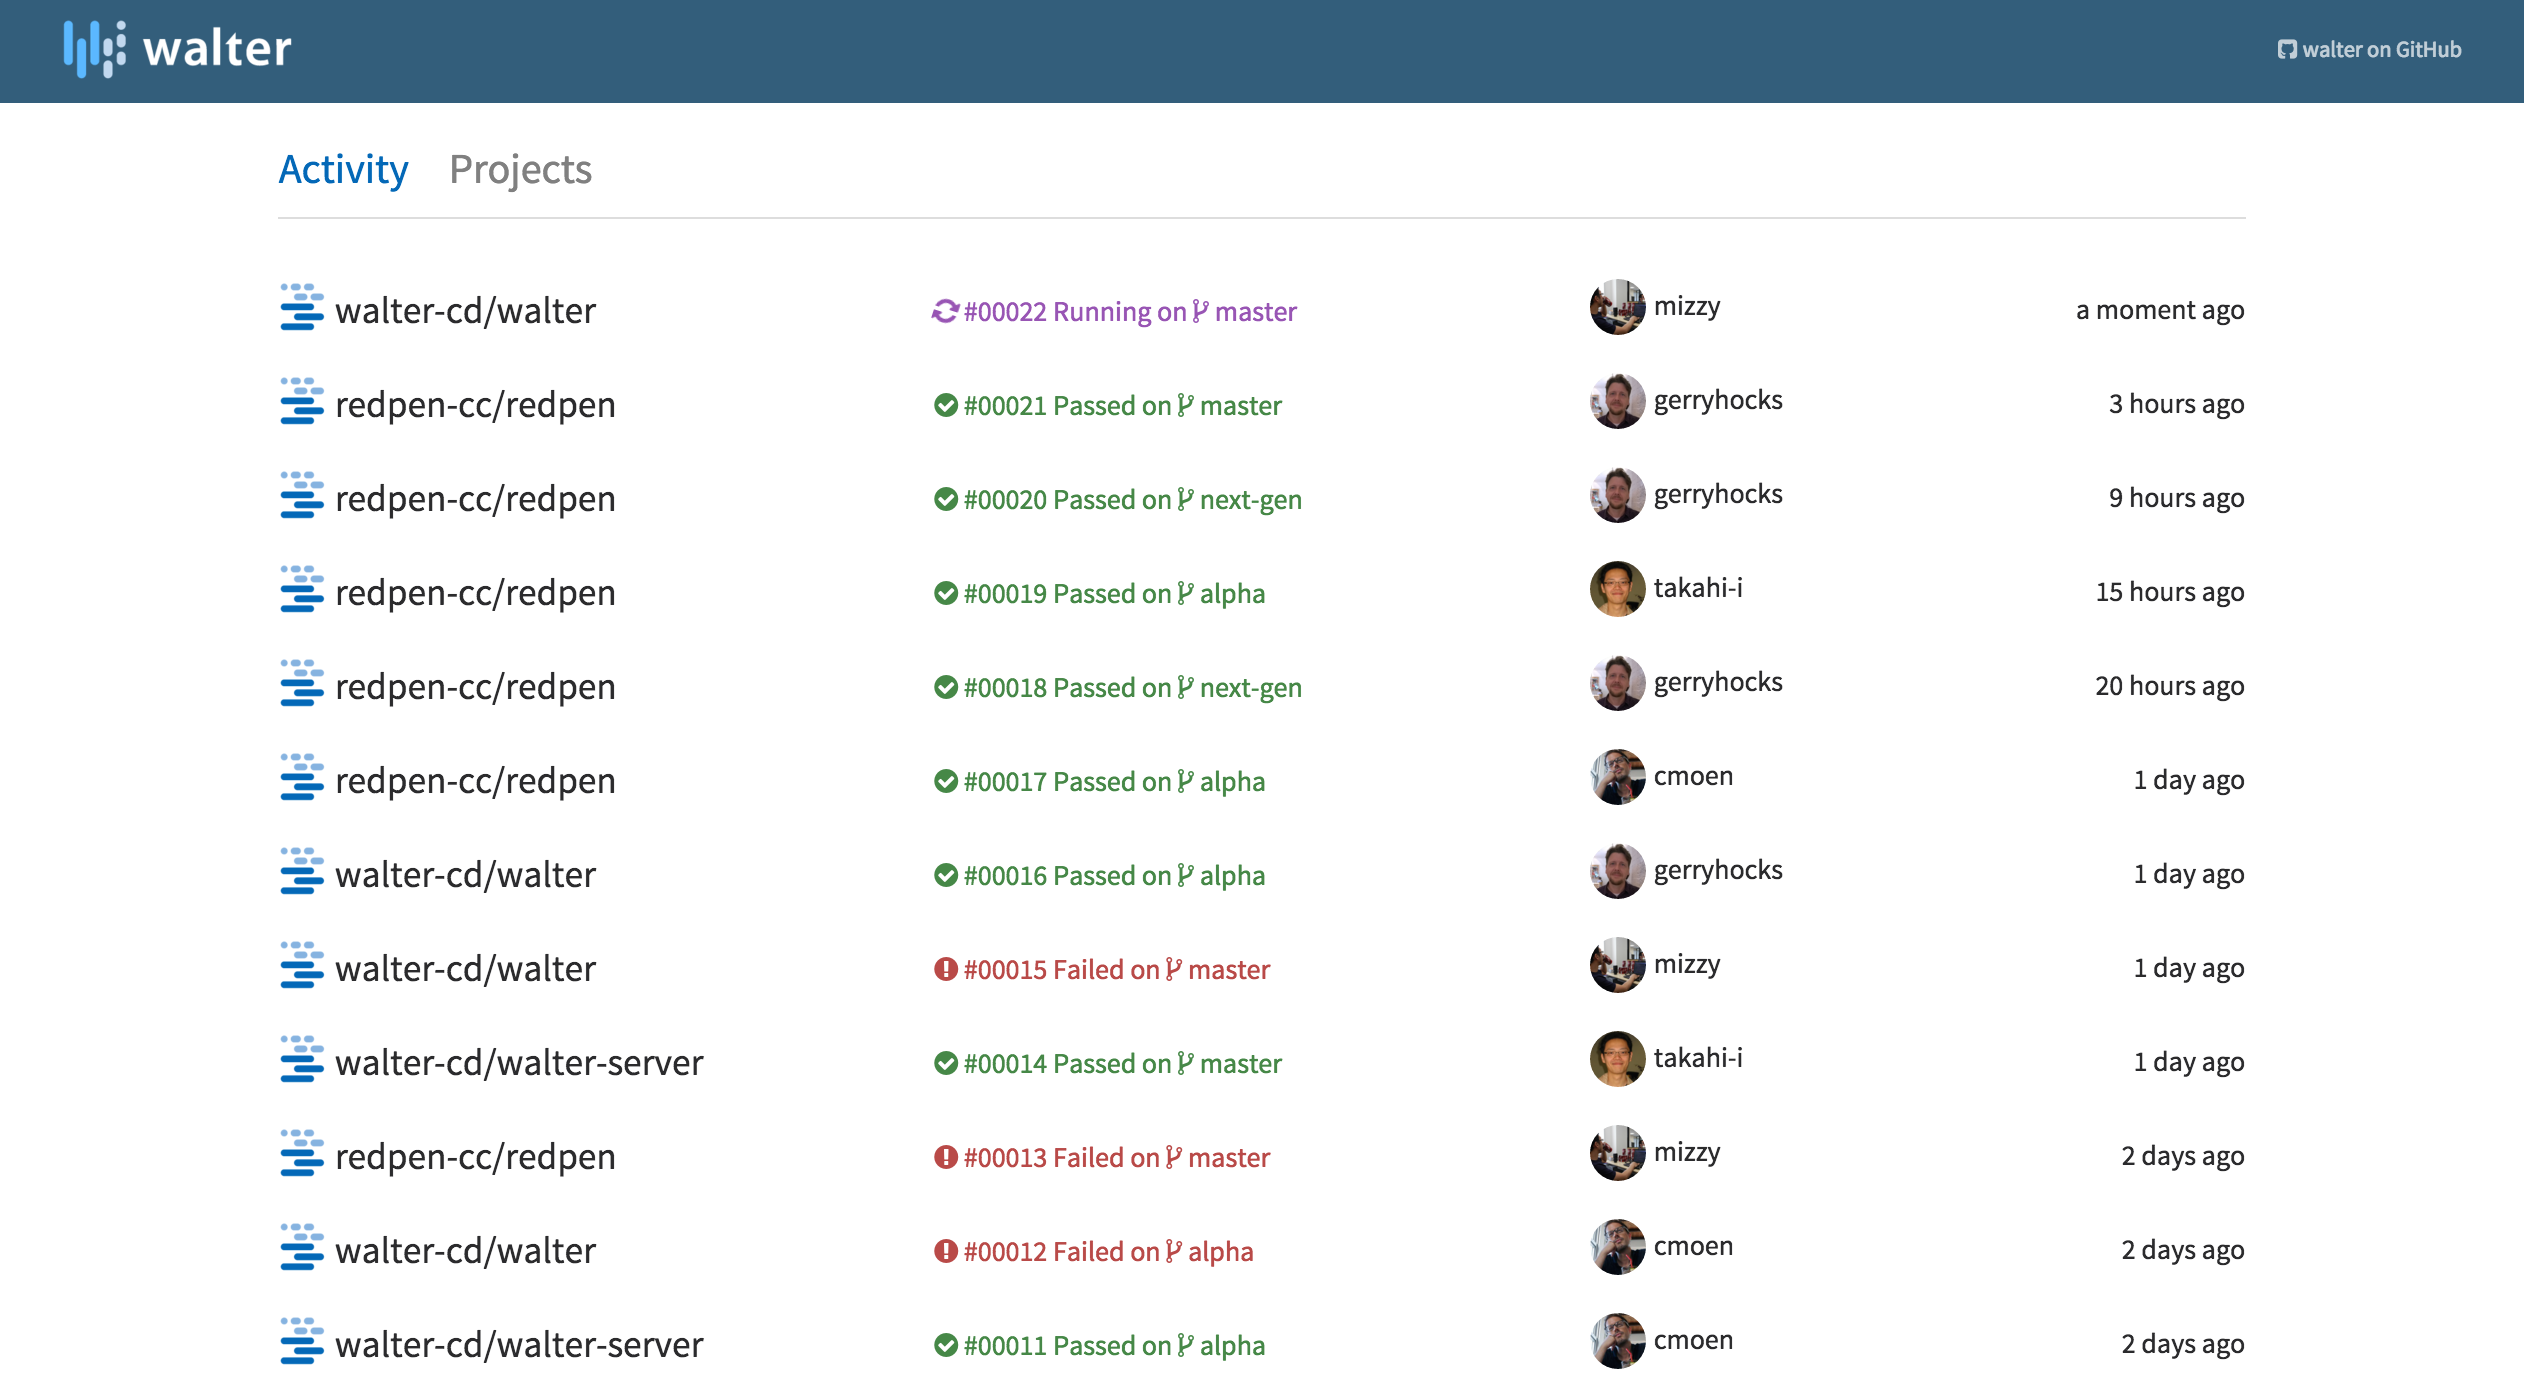 walter
walter on GitHub
Activity Projects
walter-cd/walter #00022 Running on master mizzy a moment ago
redpen-cc/redpen #00021 Passed on master gerryhocks 3 hours ago
redpen-cc/redpen #00020 Passed on next-gen gerryhocks 9 hours ago
redpen-cc/redpen #00019 Passed on alpha takahi-i 15 hours ago
redpen-cc/redpen #00018 Passed on next-gen gerryhocks 20 hours ago
redpen-cc/redpen #00017 Passed on alpha cmoen 1 day ago
walter-cd/walter #00016 Passed on alpha gerryhocks 1 day ago
walter-cd/walter #00015 Failed on master mizzy 1 day ago
walter-cd/walter-server #00014 Passed on master takahi-i 1 day ago
redpen-cc/redpen #00013 Failed on master mizzy 2 days ago
walter-cd/walter #00012 Failed on alpha cmoen 2 days ago
walter-cd/walter-server #00011 Passed on alpha cmoen 2 days ago